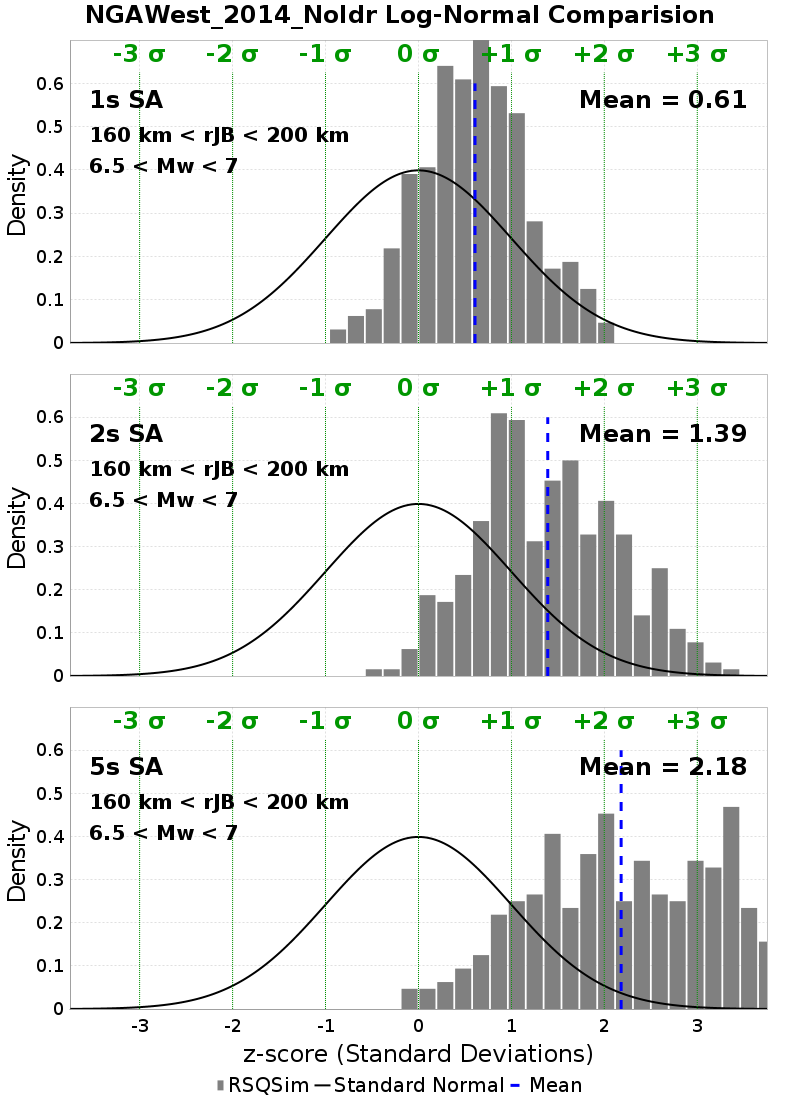 NGAWest_2014_NoIdr Log-Normal Comparision
-3 σ -2 σ -1 σ 0 σ +1 σ +2 σ +3 σ
1s SA
Mean = 0.61
160 km < rJB < 200 km
6.5 < Mw < 7
Density
0.6
0.5
0.4
0.3
0.2
0.1
0
-3 σ -2 σ -1 σ 0 σ +1 σ +2 σ +3 σ
2s SA
Mean = 1.39
160 km < rJB < 200 km
6.5 < Mw < 7
Density
0.6
0.5
0.4
0.3
0.2
0.1
0
-3 σ -2 σ -1 σ 0 σ +1 σ +2 σ +3 σ
5s SA
Mean = 2.18
160 km < rJB < 200 km
6.5 < Mw < 7
Density
0.6
0.5
0.4
0.3
0.2
0.1
0
-3 -2 -1 0 1 2 3
z-score (Standard Deviations)
RSQSim Standard Normal Mean